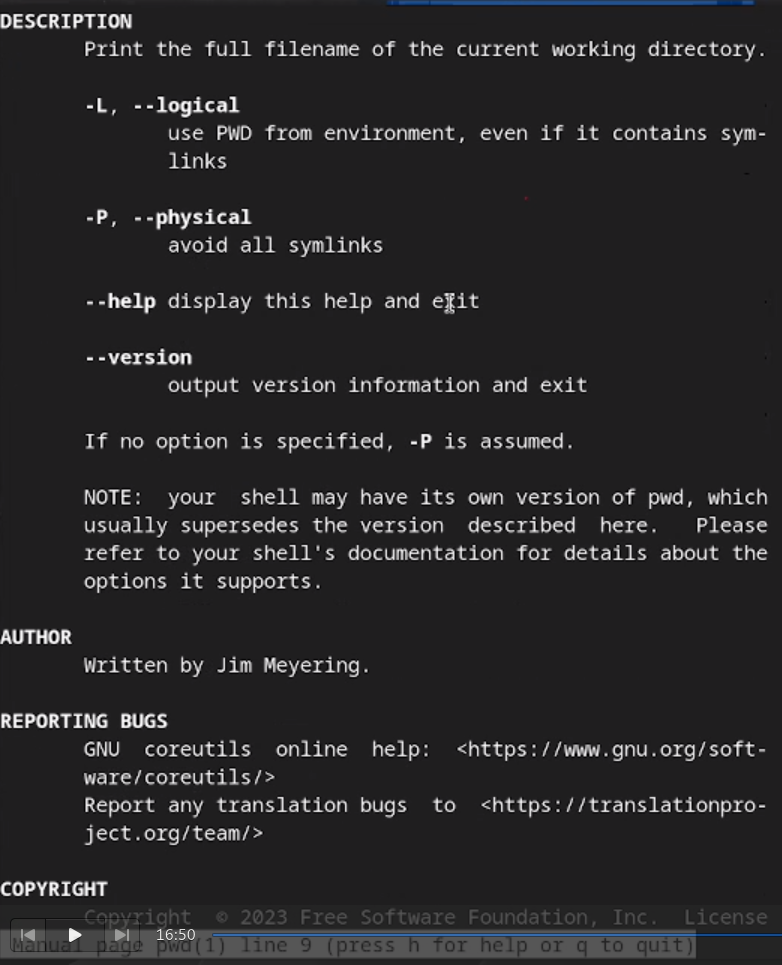 DESCRIPTION
Print the full filename of the current working directory.
-L, --logical
use PWD from environment, even if it contains sym-
links
-P, --physical
avoid all symlinks
--help display this help and exit
--version
output version information and exit
If no option is specified, -P is assumed.
NOTE:  your  shell may have its own version of pwd, which
usually supersedes the version  described  here.   Please
refer to your shell's documentation for details about the
options it supports.
AUTHOR
Written by Jim Meyering.
REPORTING BUGS
GNU  coreutils  online  help:  <https://www.gnu.org/soft-
ware/coreutils/>
Report any translation bugs  to  <https://translationpro-
ject.org/team/>
COPYRIGHT
Copyright  © 2023 Free Software Foundation, Inc.  License
16:50
Manual page pwd(1) line 9 (press h for help or q to quit)